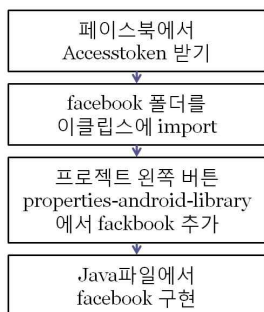 페이스북에서
Accesstoken 받기
facebook 폴더를
이클립스에 import
프로젝트 왼쪽 버튼
properties-android-library
에서 fackbook 추가
Java파일에서
facebook 구현